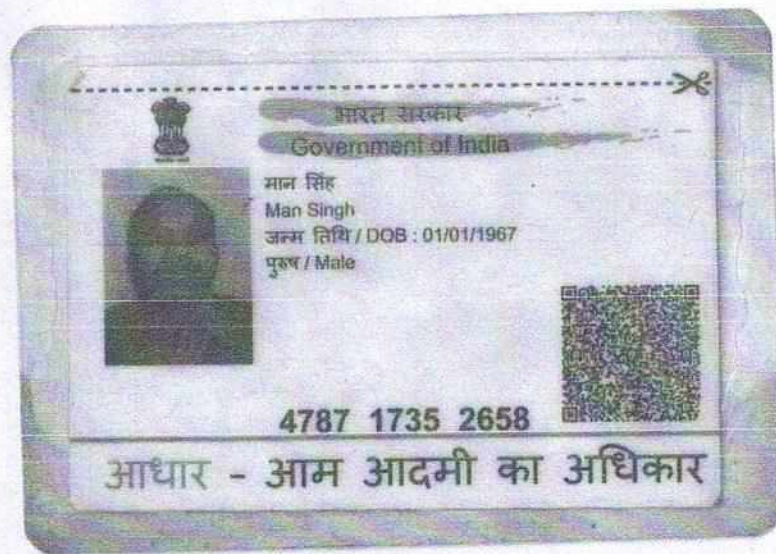 भारत सरकार
Government of India
मान सिंह
Man Singh
जन्म तिथि / DOB : 01/01/1967
पुरुष / Male
4787 1735 2658
आधार - आम आदमी का अधिकार